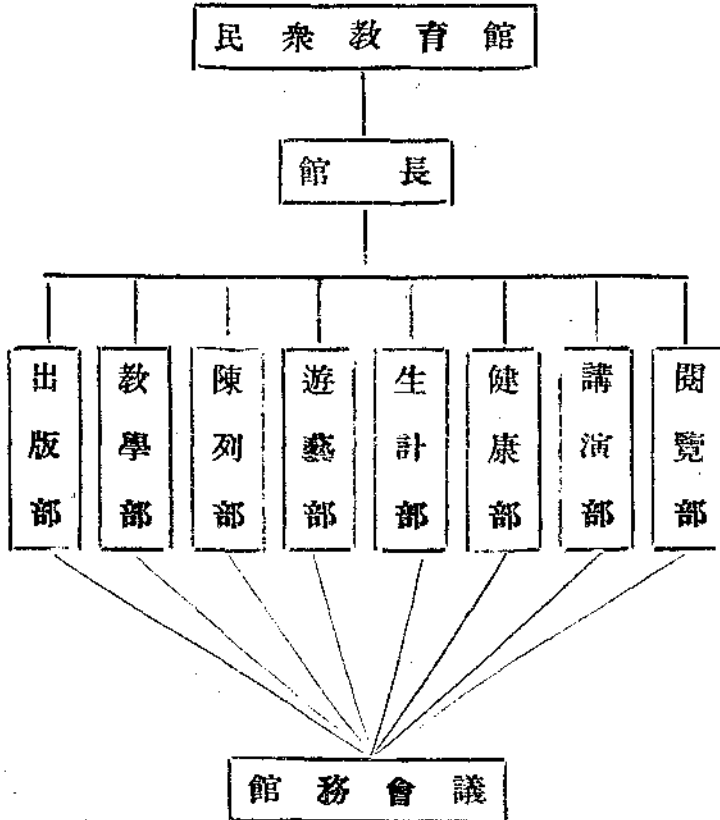 民衆教育館
館長
出版部
教學部
陳列部
遊藝部
生計部
健康部
講演部
閱覽部
館務會議